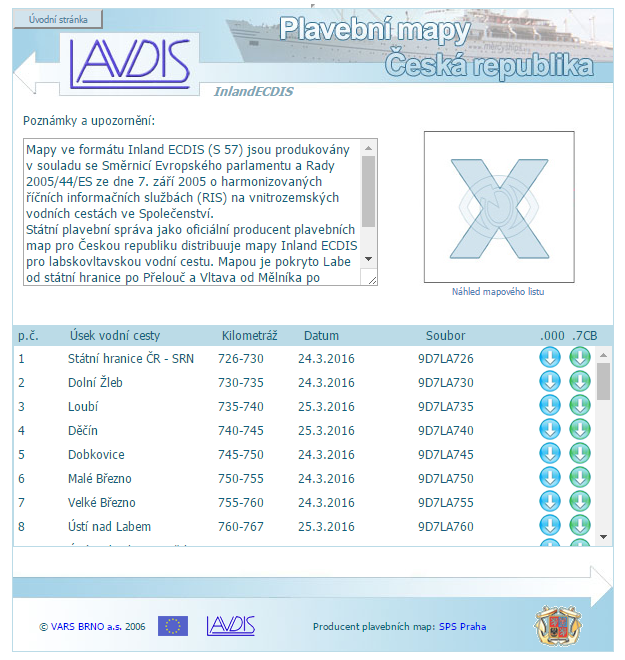 Úvodní stránka
Plavební mapy
Česká republika
LAVDIS
InlandECDIS
Poznámky a upozornění:
Mapy ve formátu Inland ECDIS (S 57) jsou produkovány
v souladu se Směrnicí Evropského parlamentu a Rady
2005/44/ES ze dne 7. září 2005 o harmonizovaných
říčních informačních službách (RIS) na vnitrozemských
vodních cestách ve Společenství.
Státní plavební správa jako oficiální producent plavebních
map pro Českou republiku distribuuje mapy Inland ECDIS
pro labskovltavskou vodní cestu. Mapou je pokryto Labe
od státní hranice po Přelouč a Vltava od Mělníka po
Náhled mapového listu
p.č. Úsek vodní cesty Kilometráž Datum Soubor .000 .7CB
1 Státní hranice ČR - SRN 726-730 24.3.2016 9D7LA726
2 Dolní Žleb 730-735 24.3.2016 9D7LA730
3 Loubí 735-740 25.3.2016 9D7LA735
4 Děčín 740-745 25.3.2016 9D7LA740
5 Dobkovice 745-750 24.3.2016 9D7LA745
6 Malé Březno 750-755 24.3.2016 9D7LA750
7 Velké Březno 755-760 24.3.2016 9D7LA755
8 Ústí nad Labem 760-767 25.3.2016 9D7LA760
© VARS BRNO a.s. 2006 LAVDIS Producent plavebních map: SPS Praha